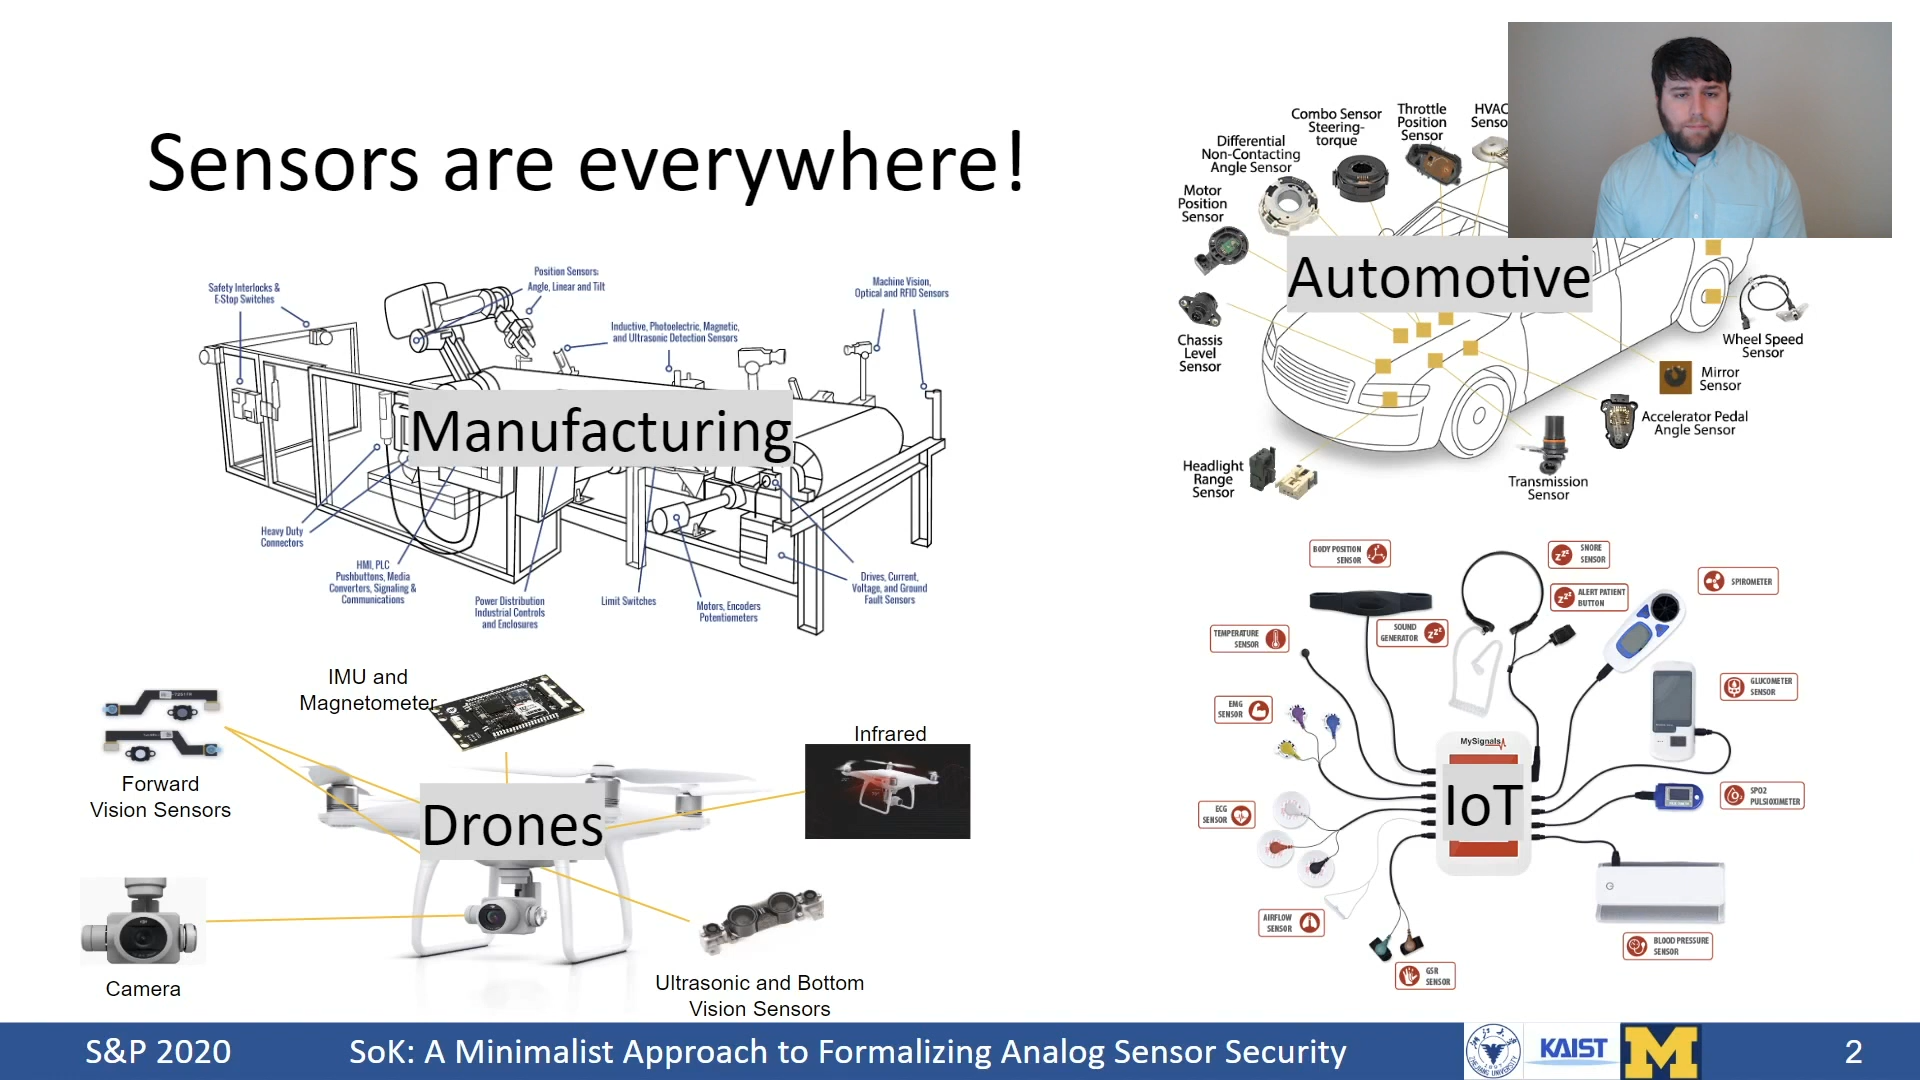 Sensors are everywhere!
Safety Interlocks &
E-Stop Switches
Position Sensors:
Angle, Linear and Tilt
Inductive, Photoelectric, Magnetic,
and Ultrasonic Detection Sensors
Machine Vision,
Optical and RFID Sensors
Manufacturing
Heavy Duty
Connectors
HMI, PLC
Pushbuttons, Media
Converters, Signaling &
Communications
Power Distribution
Industrial Controls
and Enclosures
Limit Switches
Motors, Encoders
Potentiometers
Drives, Current,
Voltage, and Ground
Fault Sensors
Combo Sensor
Steering-
torque
Throttle
Position
Sensor
HVAC
Senso
Differential
Non-Contacting
Angle Sensor
Motor
Position
Sensor
Automotive
Chassis
Level
Sensor
Wheel Speed
Sensor
Mirror
Sensor
Accelerator Pedal
Angle Sensor
Transmission
Sensor
Headlight
Range
Sensor
IMU and
Magnetometer
Forward
Vision Sensors
Infrared
Drones
Camera
Ultrasonic and Bottom
Vision Sensors
BODY POSITION
SENSOR
SNORE
SENSOR
ALERT PATIENT
BUTTON
SPIROMETER
TEMPERATURE
SENSOR
SOUND
GENERATOR
GLUCOMETER
SENSOR
EMG
SENSOR
MySignals
IoT
SPO2
PULSIOXIMETER
ECG
SENSOR
AIRFLOW
SENSOR
BLOOD PRESSURE
SENSOR
GSR
SENSOR
S&P 2020
SoK: A Minimalist Approach to Formalizing Analog Sensor Security
KAIST
M
2